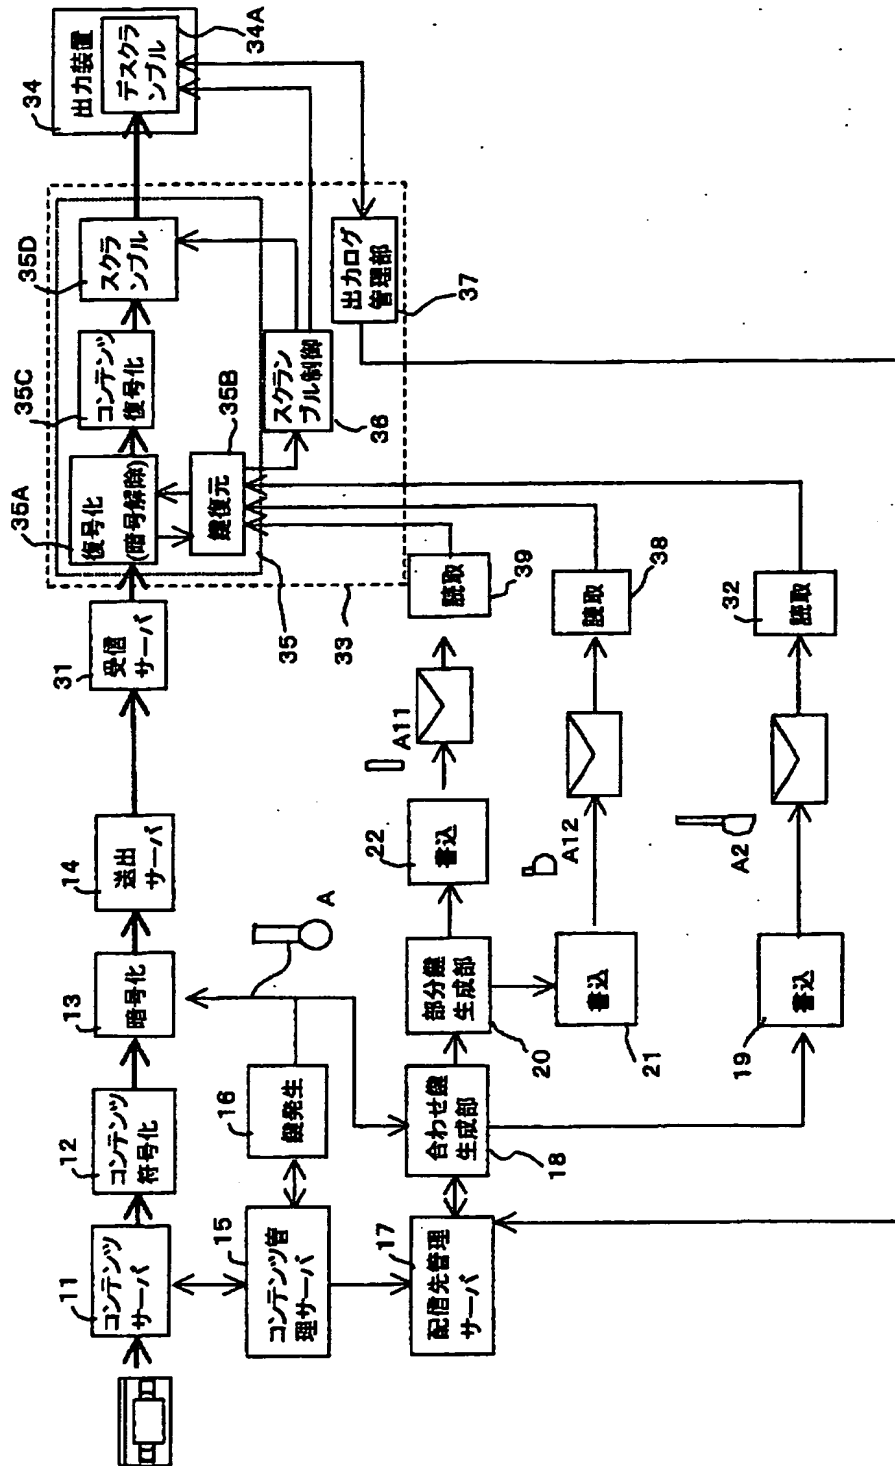 11
コンテンツ
サーバ
12
コンテンツ
符号化
13
暗号化
14
送出
サーバ
31
受信
サーバ
35A
復号化
(暗号解除)
35C
コンテンツ
復号化
35D
スクラ
ンブル
34
出力装置
デスクラ
ンブル
34A
15
コンテンツ管
理サーバ
16
鍵発生
A
35
33
鍵復元
35B
スクラン
ブル制御
36
出力ログ
管理部
37
17
配信先管理
サーバ
合わせ鍵
生成部
18
部分鍵
生成部
20
22
書込
A11
読取
39
書込
21
A12
読取
38
19
書込
A2
32
読取